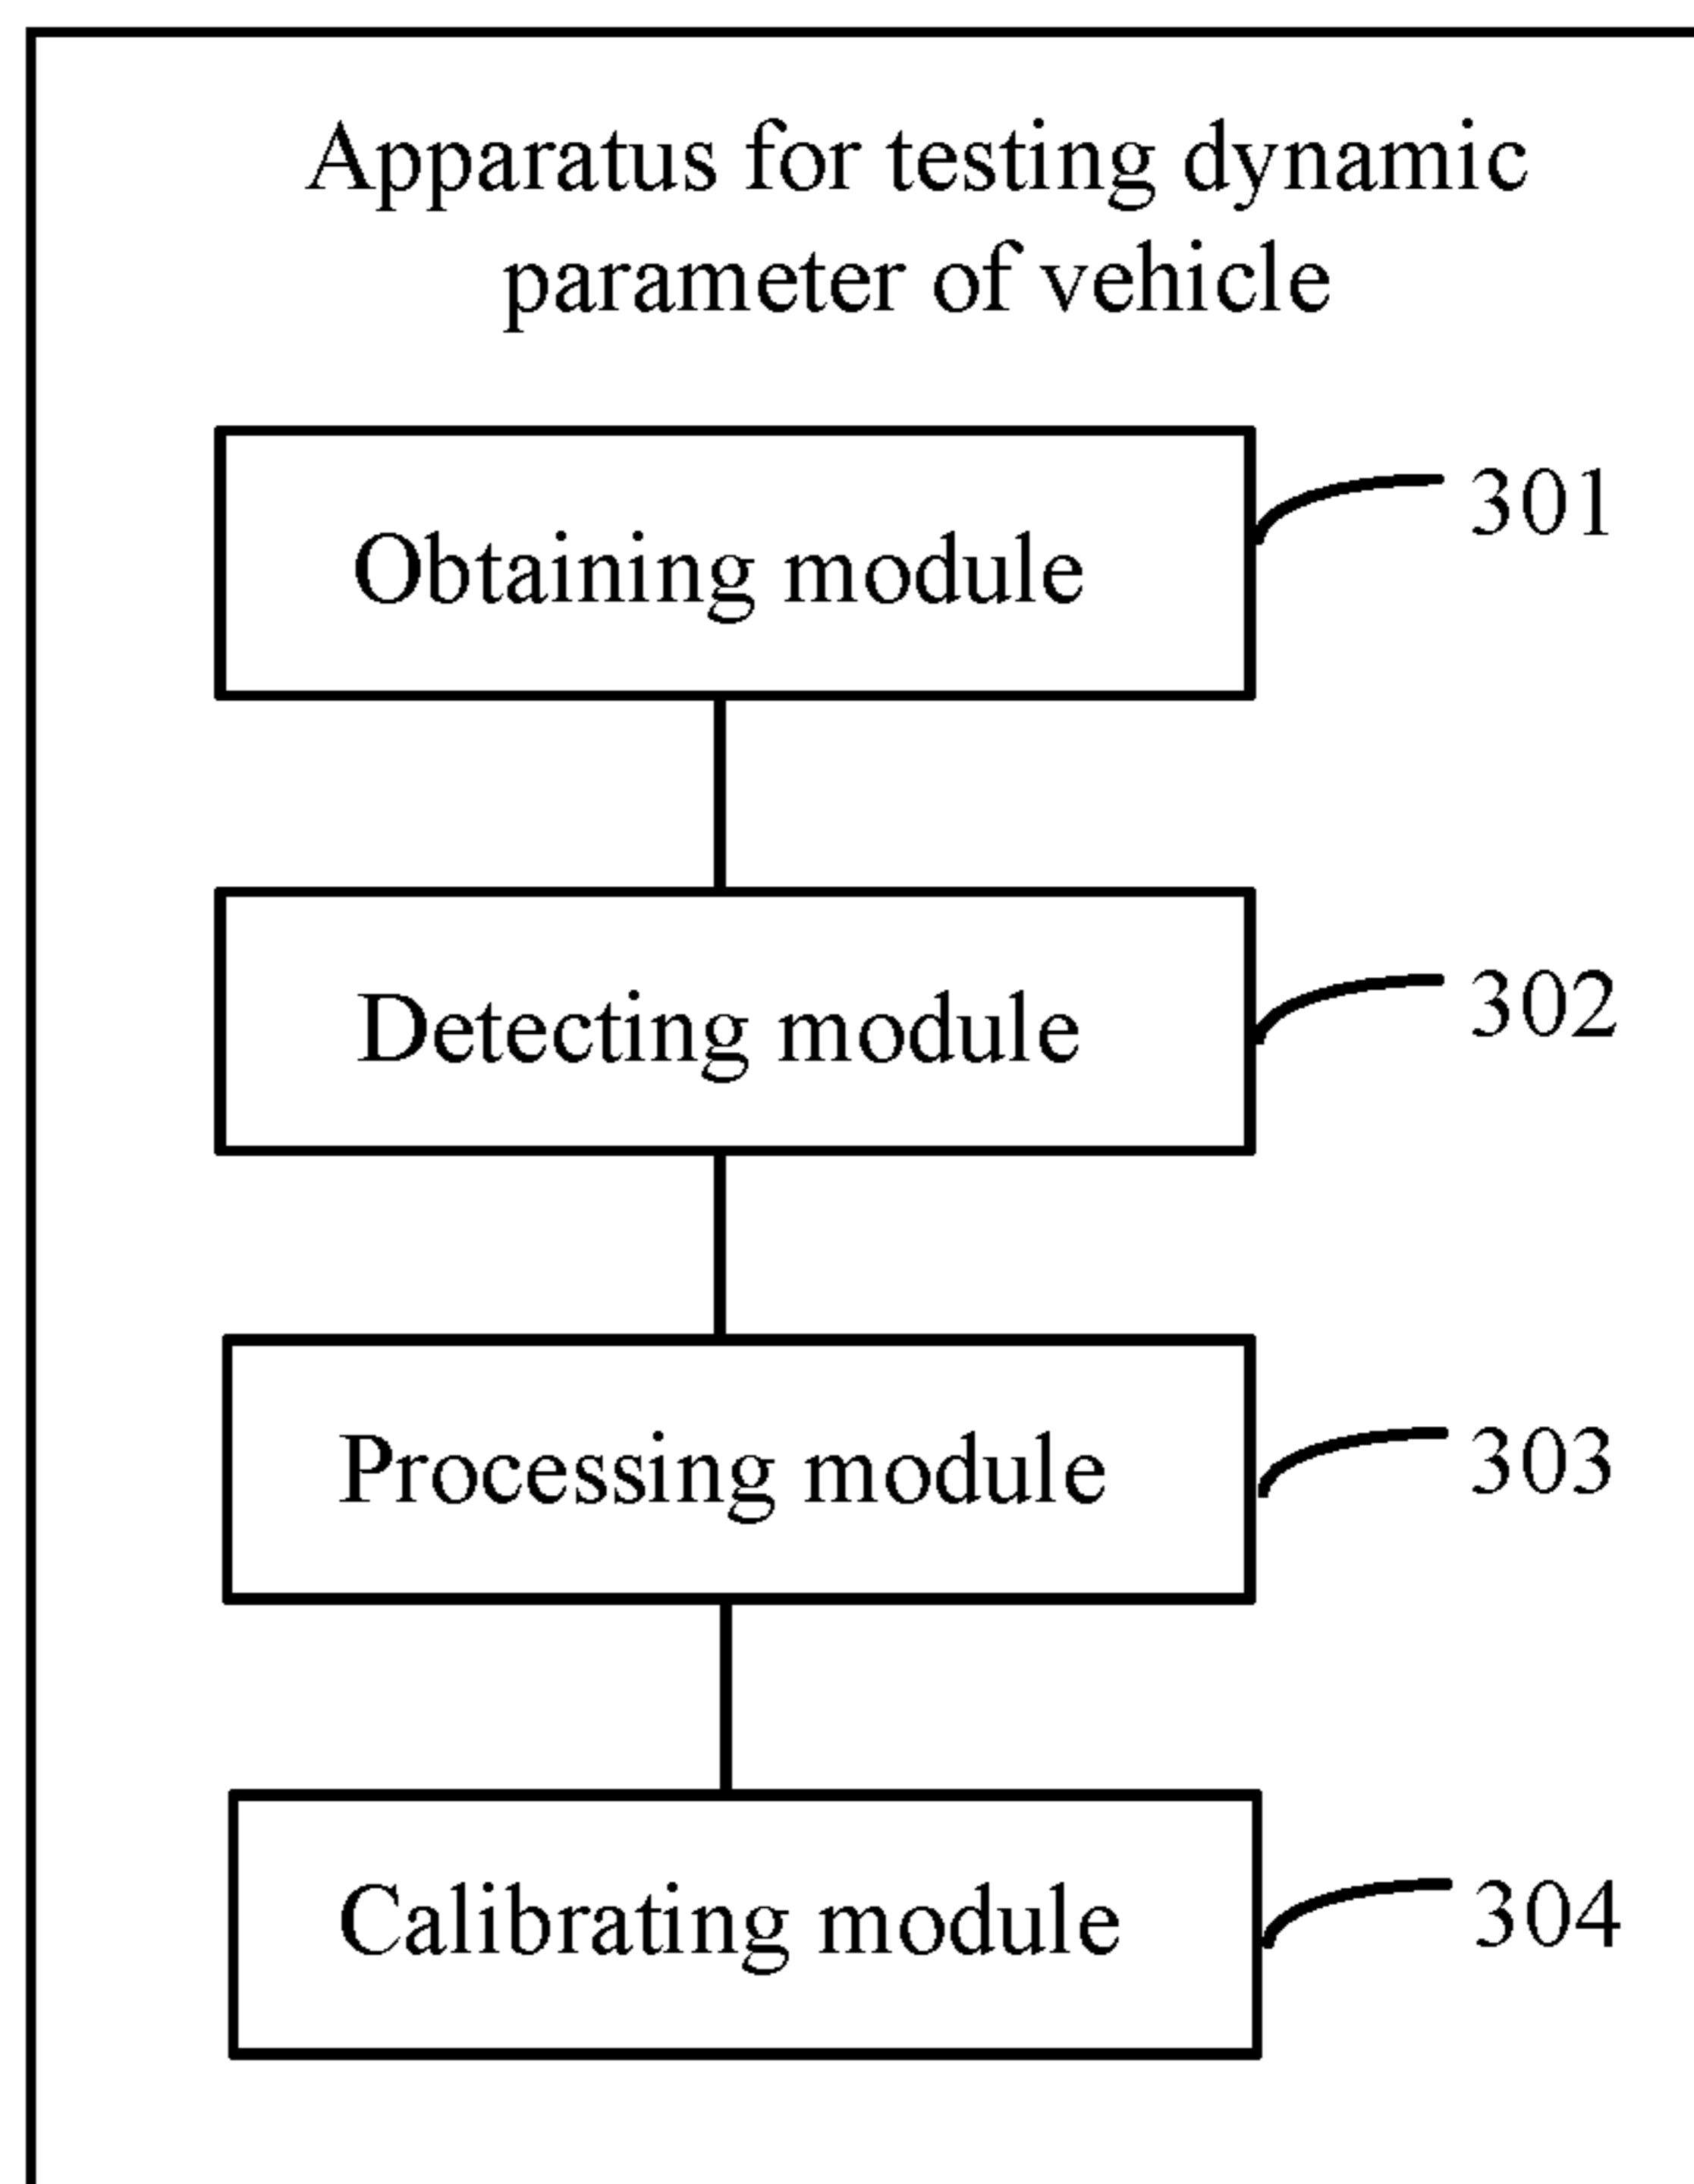 Apparatus for testing dynamic
parameter of vehicle
Obtaining module
301
Detecting module
302
Processing module
303
Calibrating module
304